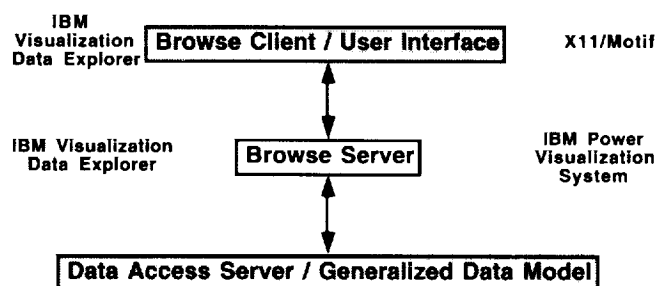 IBM
Visualization
Data Explorer
Browse Client / User Interface
X11/Motif
IBM Visualization
Data Explorer
Browse Server
IBM Power
Visualization
System
Data Access Server / Generalized Data Model